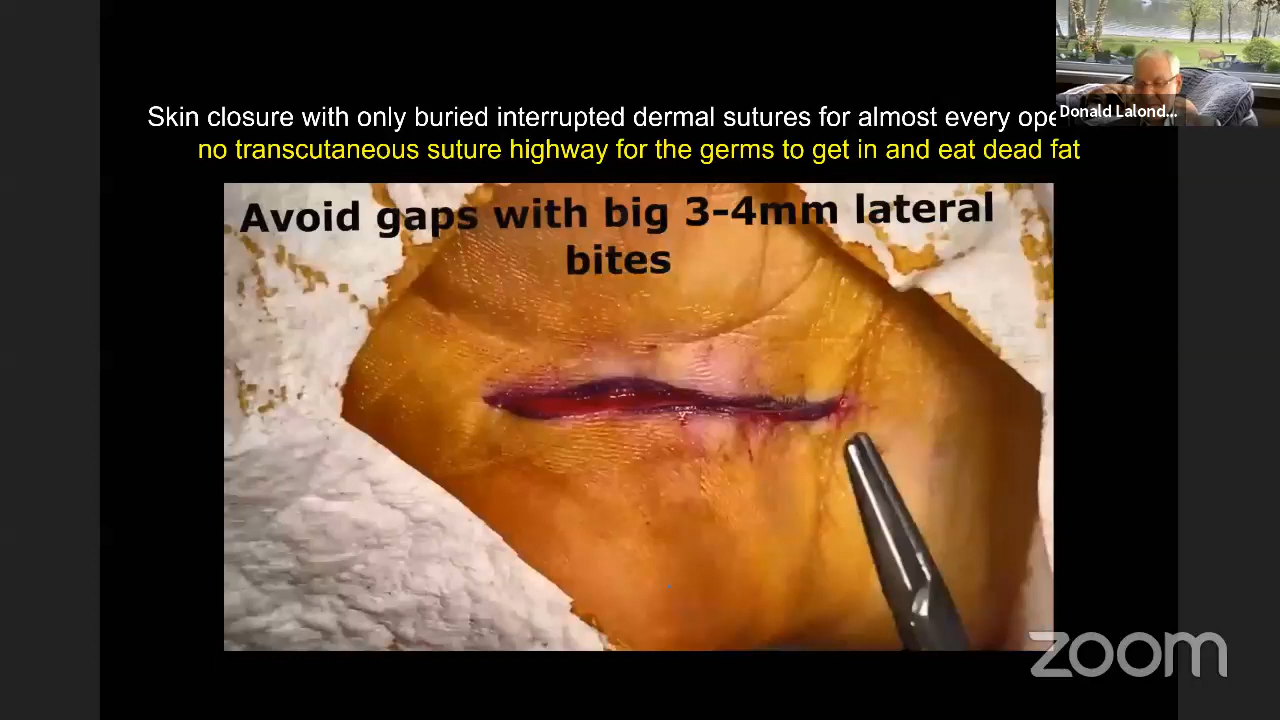 Skin closure with only buried interrupted dermal sutures for almost every ope
Donald Lalond...
no transcutaneous suture highway for the germs to get in and eat dead fat
Avoid gaps with big 3-4mm lateral
bites
zoom